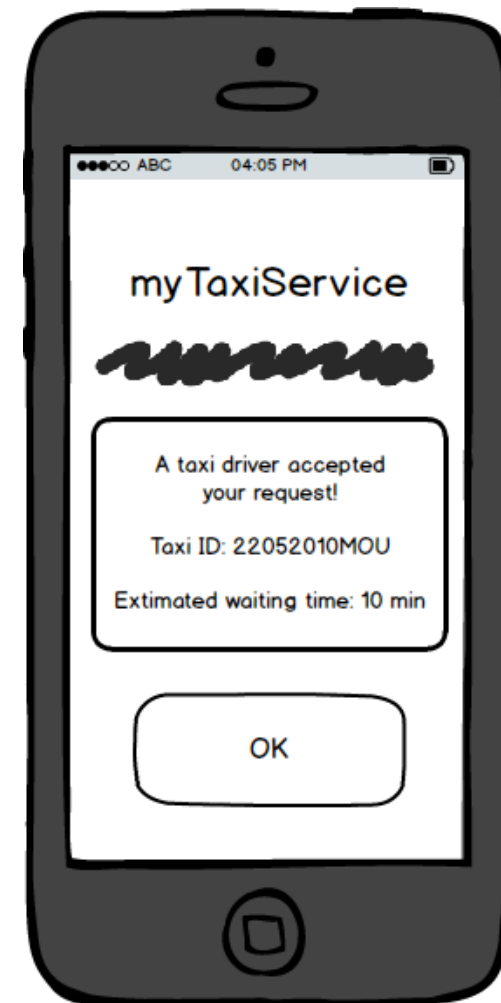 ABC 04:05 PM
myTaxiService
A taxi driver accepted
your request!
Taxi ID: 22052010MOU
Extimated waiting time: 10 min
OK